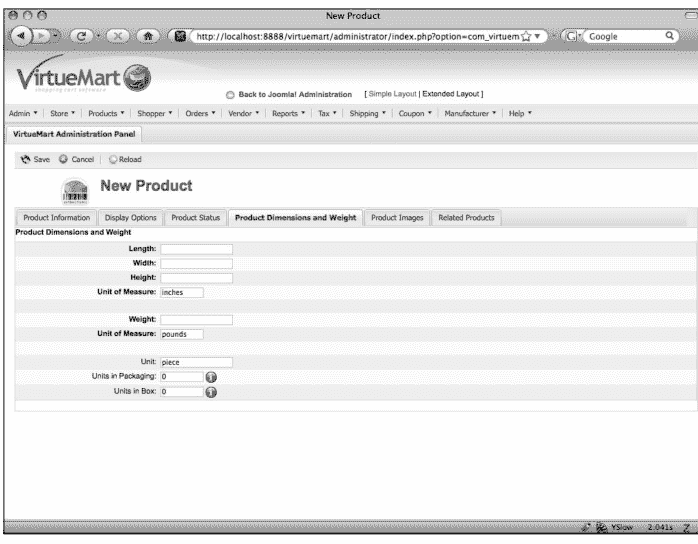 New Product
http://localhost:8888/virtuemart/administrator/index.php?option=com_virtuem
G Google
VirtueMart
shopping cart software
Back to Joomla! Administration [ Simple Layout | Extended Layout ]
Admin Store Products Shopper Orders Vendor Reports Tax Shipping Coupon Manufacturer Help
VirtueMart Administration Panel
Save Cancel Reload
New Product
Product Information Display Options Product Status Product Dimensions and Weight Product Images Related Products
Product Dimensions and Weight
Length:
Width:
Height:
Unit of Measure: inches
Weight:
Unit of Measure: pounds
Unit: piece
Units in Packaging: 0
Units in Box: 0
YSlow 2.041s